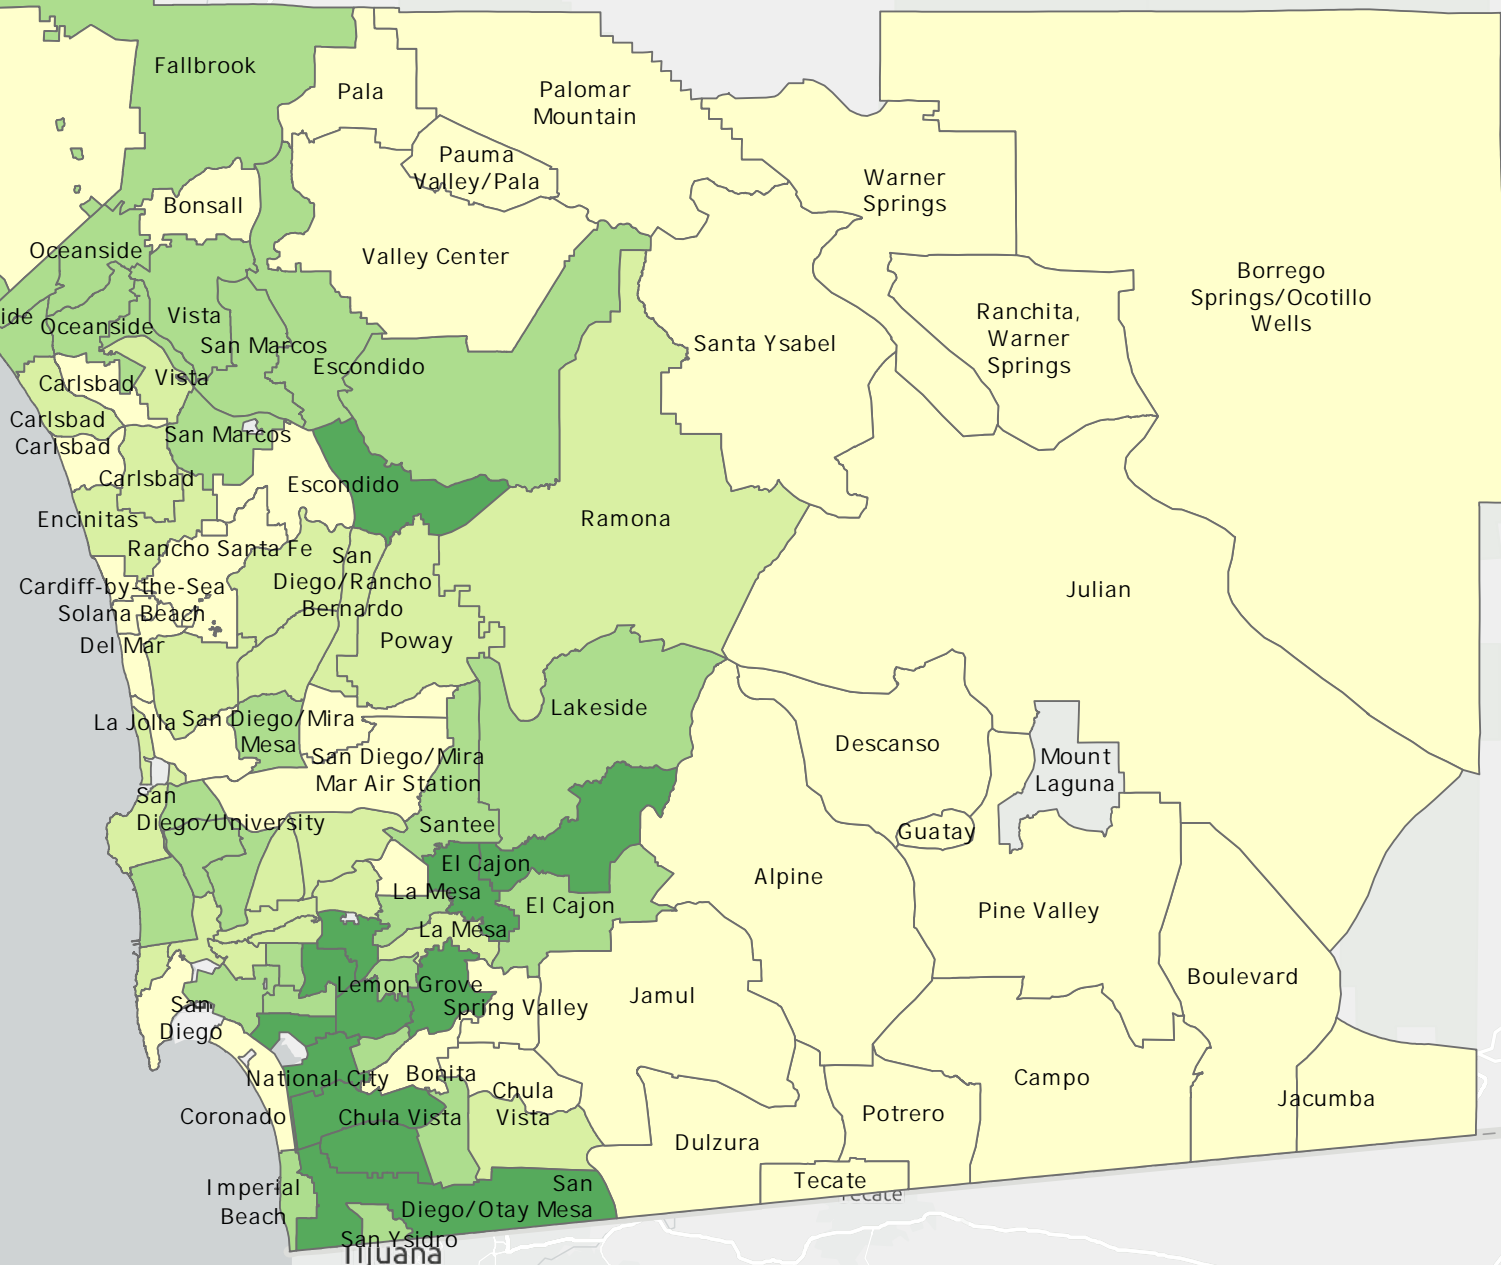 Fallbrook
Pala
Palomar
Mountain
Pauma
Valley/Pala
Warner
Springs
Bonsall
Oceanside
Valley Center
Borrego
Springs/Ocotillo
Wells
ide
Oceanside
Vista
San Marcos
Escondido
Santa Ysabel
Ranchita,
Warner
Springs
Carlsbad
Vista
Carlsbad
Carlsbad
San Marcos
Carlsbad
Escondido
Encinitas
Ramona
Rancho Santa Fe
San
Diego/Rancho
Bernardo
Cardiff-by-the-Sea
Solana Beach
Del Mar
Poway
Julian
La Jolla
San Diego/Mira
Mesa
Lakeside
San Diego/Mira
Mar Air Station
Descanso
Mount
Laguna
San
Diego/University
Santee
Guatay
El Cajon
La Mesa
El Cajon
Alpine
La Mesa
Pine Valley
Lemon Grove
Spring Valley
Jamul
Boulevard
San
Diego
National City
Bonita
Chula
Vista
Campo
Coronado
Chula Vista
Potrero
Jacumba
Dulzura
Imperial
Beach
San
Diego/Otay Mesa
Tecate
Tecate
San Ysidro
Tijuana